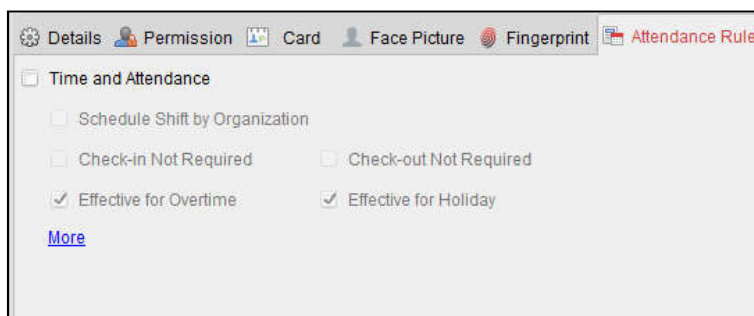 Details Permission Card Face Picture Fingerprint Attendance Rule
Time and Attendance
Schedule Shift by Organization
Check-in Not Required Check-out Not Required
Effective for Overtime Effective for Holiday
More